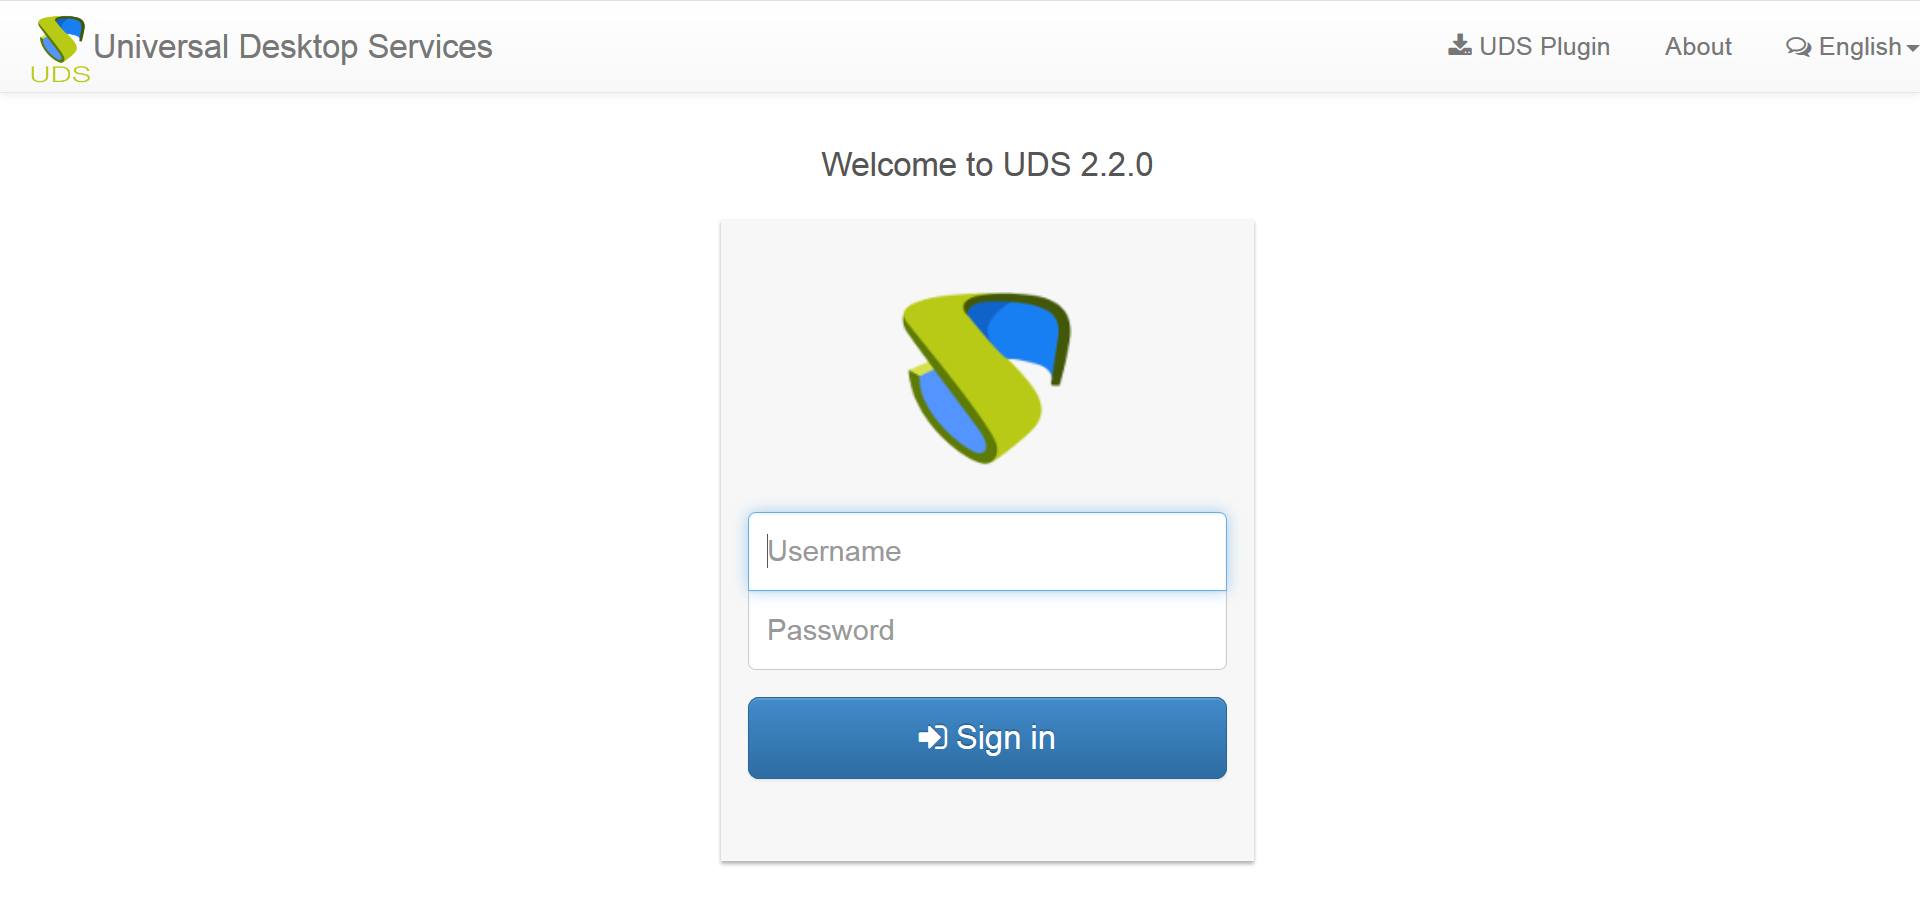 UDS
Universal Desktop Services
UDS Plugin
About
English
Welcome to UDS 2.2.0
Username
Password
Sign in